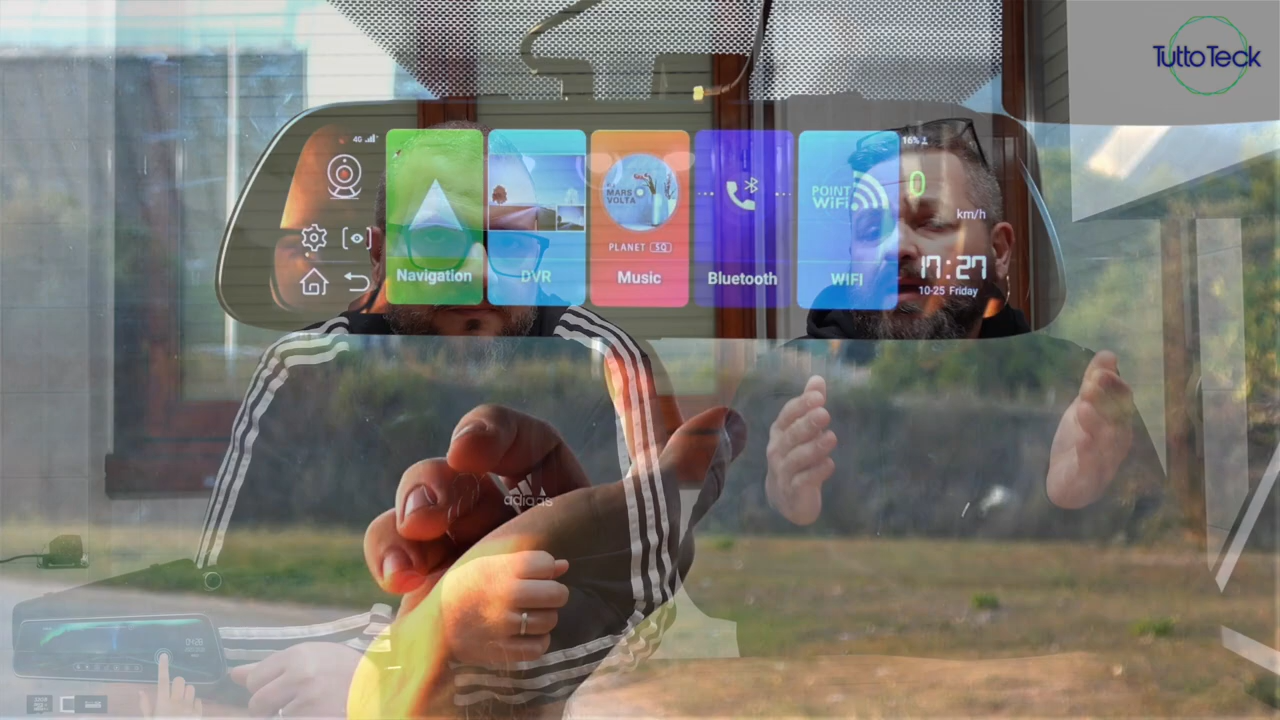 TuttoTeck
4G
Navigation
DVR
MARS
VOLTA
PLANET SQ
Music
Bluetooth
POINT
WiFi
WIFI
16%
0
km/h
17:27
10-25 Friday
adidas